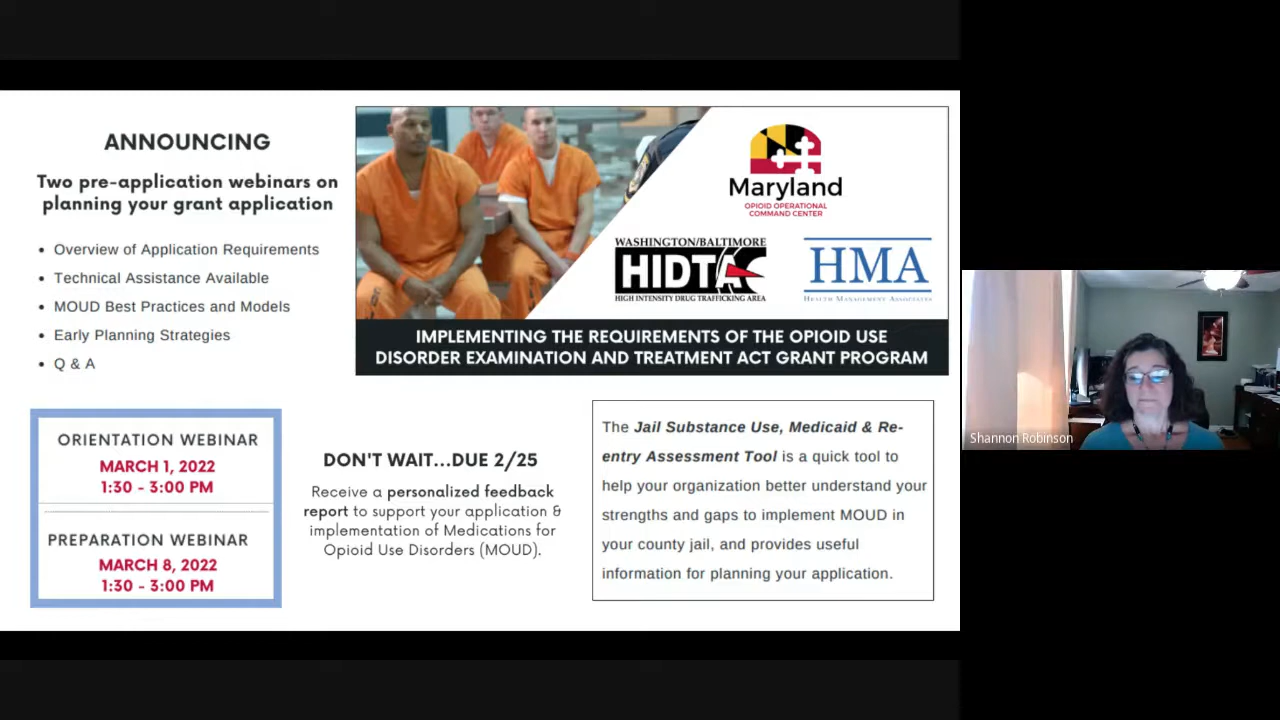 ANNOUNCING
Two pre-application webinars on
planning your grant application
• Overview of Application Requirements
• Technical Assistance Available
• MOUD Best Practices and Models
• Early Planning Strategies
• Q & A
Maryland
OPIOID OPERATIONAL
COMMAND CENTER
WASHINGTON/BALTIMORE
HIDTA
HIGH INTENSITY DRUG TRAFFICKING AREA
HMA
HEALTH MANAGEMENT ASSOCIATES
IMPLEMENTING THE REQUIREMENTS OF THE OPIOID USE
DISORDER EXAMINATION AND TREATMENT ACT GRANT PROGRAM
ORIENTATION WEBINAR
MARCH 1, 2022
1:30 - 3:00 PM
PREPARATION WEBINAR
MARCH 8, 2022
1:30 - 3:00 PM
DON'T WAIT...DUE 2/25
Receive a personalized feedback
report to support your application &
implementation of Medications for
Opioid Use Disorders (MOUD).
The Jail Substance Use, Medicaid & Re-
entry Assessment Tool is a quick tool to
help your organization better understand your
strengths and gaps to implement MOUD in
your county jail, and provides useful
information for planning your application.
Shannon Robinson